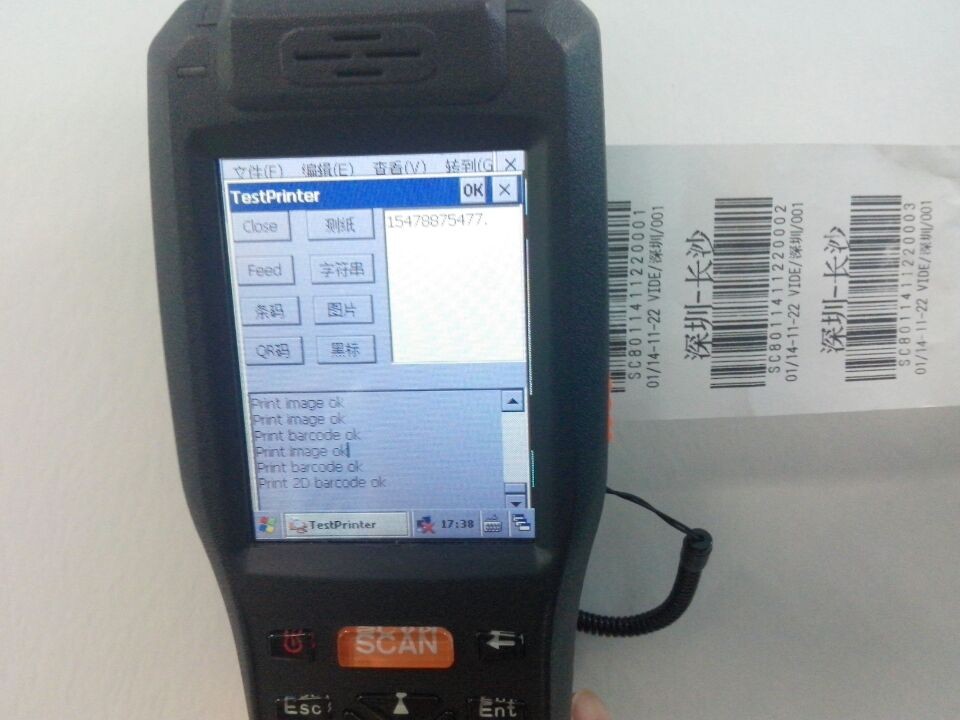 文件(F) 编辑(E) 查看(V) 转到(G
TestPrinter OK
Close 测纸
Feed 字符串
条码 图片
QR码 黑标
15478875477.
Print image ok
Print image ok
Print barcode ok
Print image ok
Print barcode ok
Print 2D barcode ok
TestPrinter 17:38
SCAN
Esc Ent
SC8011411220001
01/14-11-22 VIDE/深圳/001
深圳-长沙
SC8011411220002
01/14-11-22 VIDE/深圳/001
深圳-长沙
SC8011411220003
01/14-11-22 VIDE/深圳/001